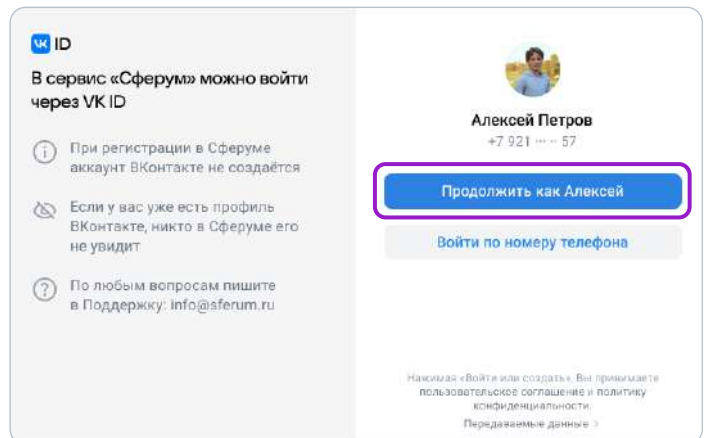 VK ID
В сервис «Сферум» можно войти
через VK ID
При регистрации в Сферуме
аккаунт ВКонтакте не создаётся
Если у вас уже есть профиль
ВКонтакте, никто в Сферуме его
не увидит
По любым вопросам пишите
в Поддержку: info@sferum.ru
Алексей Петров
+7 921 ··· ·· 57
Продолжить как Алексей
Войти по номеру телефона
Нажимая «Войти или создать», Вы принимаете
пользовательское соглашение и политику
конфиденциальности.
Передаваемые данные >